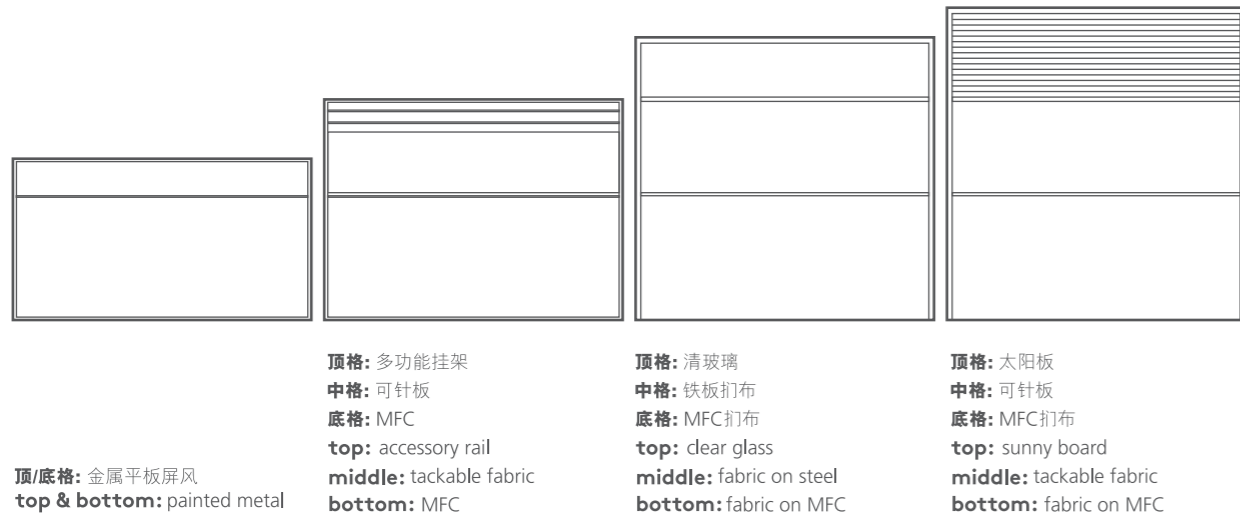 顶/底格: 金属平板屏风
top & bottom: painted metal
顶格: 多功能挂架
中格: 可针板
底格: MFC
top: accessory rail
middle: tackable fabric
bottom: MFC
顶格: 清玻璃
中格: 铁板扪布
底格: MFC扪布
top: clear glass
middle: fabric on steel
bottom: fabric on MFC
顶格: 太阳板
中格: 可针板
底格: MFC扪布
top: sunny board
middle: tackable fabric
bottom: fabric on MFC